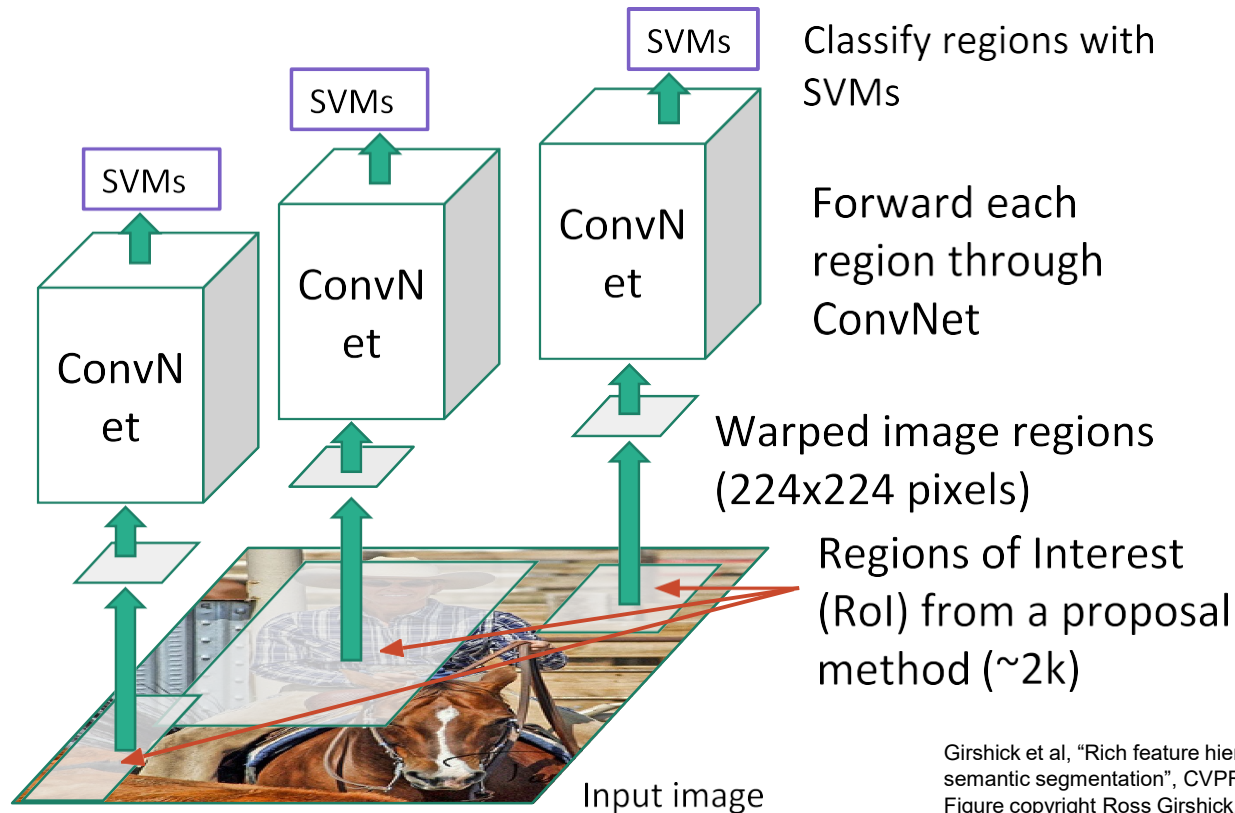 SVMs
Classify regions with
SVMs
SVMs
SVMs
Forward each
region through
ConvNet
ConvN
et
ConvN
et
ConvN
et
Warped image regions
(224x224 pixels)
Regions of Interest
(RoI) from a proposal
method (~2k)
Input image
Girshick et al, “Rich feature hier
semantic segmentation”, CVPF
Figure copyright Ross Girshick